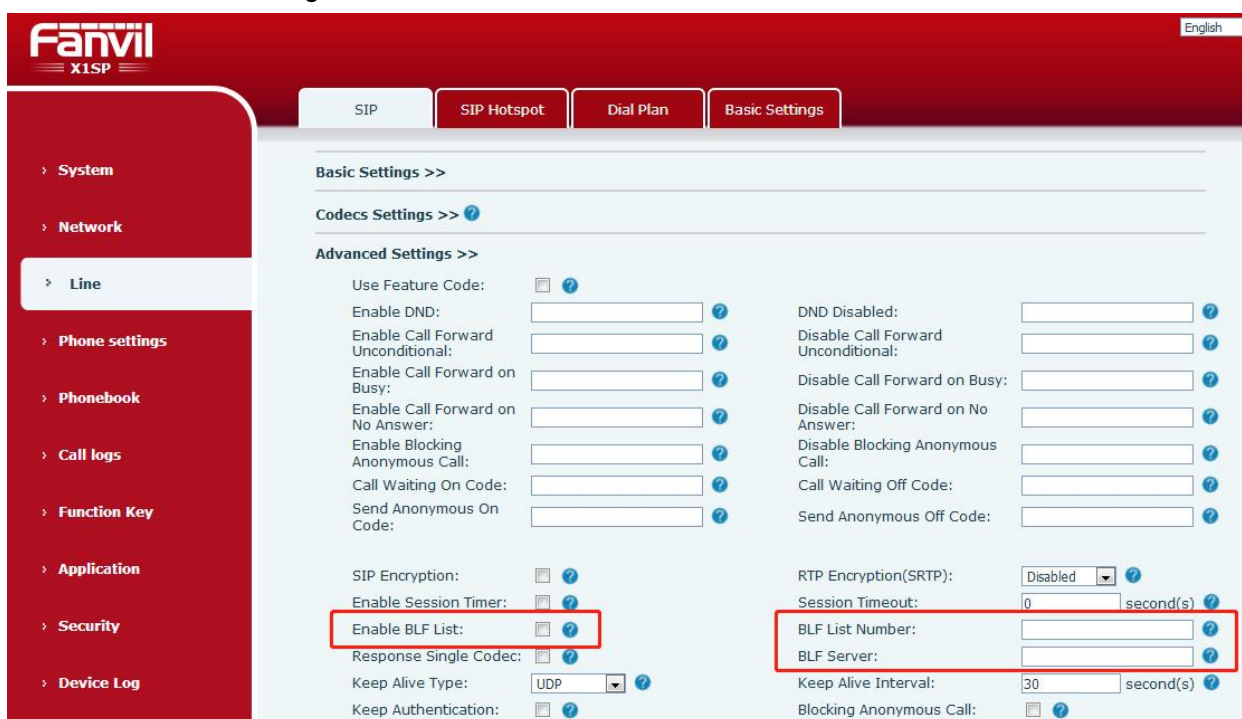 Fanvil
X1SP
English
SIP
SIP Hotspot
Dial Plan
Basic Settings
› System
› Network
› Line
› Phone settings
› Phonebook
› Call logs
› Function Key
› Application
› Security
› Device Log
Basic Settings >>
Codecs Settings >> ?
Advanced Settings >>
Use Feature Code: ?
Enable DND: ? DND Disabled: ?
Enable Call Forward
Unconditional: ? Disable Call Forward
Unconditional: ?
Enable Call Forward on
Busy: ? Disable Call Forward on Busy: ?
Enable Call Forward on
No Answer: ? Disable Call Forward on No
Answer: ?
Enable Blocking
Anonymous Call: ? Disable Blocking Anonymous
Call: ?
Call Waiting On Code: ? Call Waiting Off Code: ?
Send Anonymous On
Code: ? Send Anonymous Off Code: ?
SIP Encryption: ? RTP Encryption(SRTP): Disabled ?
Enable Session Timer: ? Session Timeout: 0 second(s) ?
Enable BLF List: ? BLF List Number: ?
Response Single Codec: ? BLF Server: ?
Keep Alive Type: UDP ? Keep Alive Interval: 30 second(s) ?
Keep Authentication: ? Blocking Anonymous Call: ?